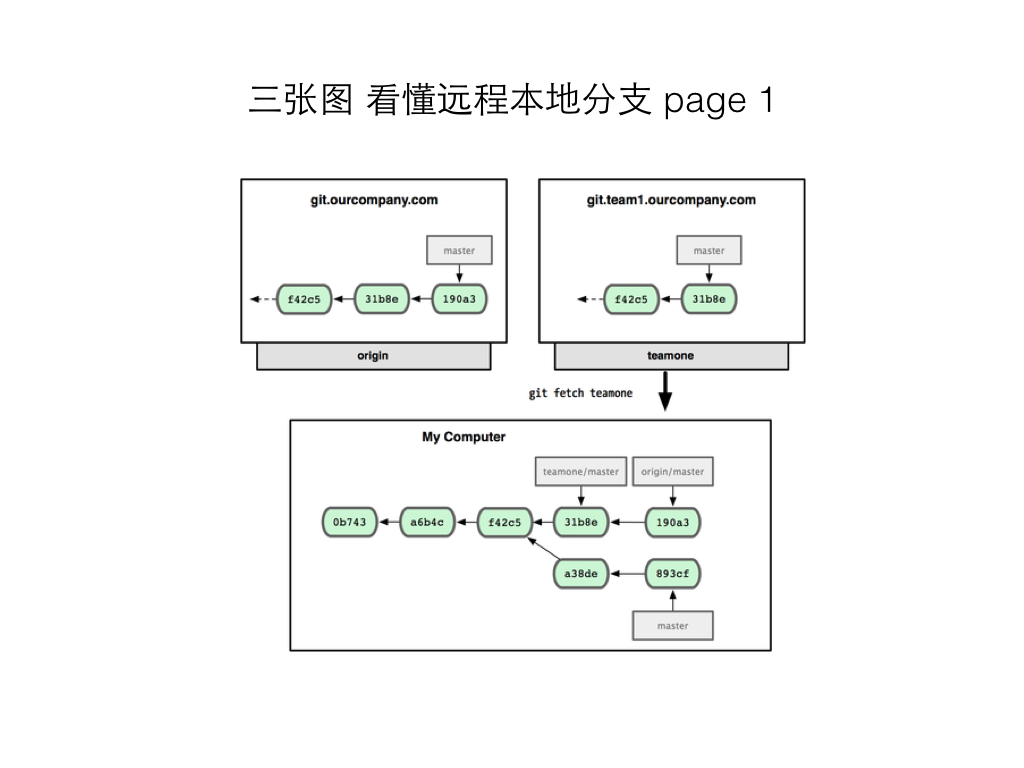 三张图 看懂远程本地分支 page 1
git.ourcompany.com
master
f42c5
31b8e
190a3
origin
git.team1.ourcompany.com
master
f42c5
31b8e
teamone
git fetch teamone
My Computer
teamone/master
origin/master
0b743
a6b4c
f42c5
31b8e
190a3
a38de
893cf
master